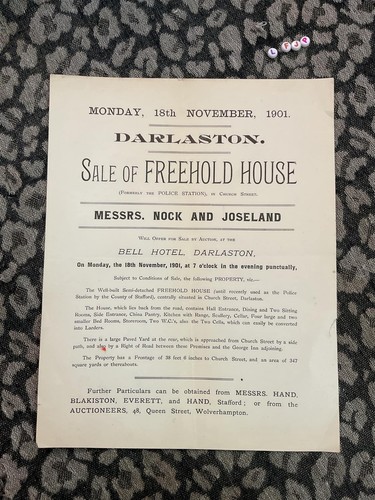 L F J P
MONDAY, 18th NOVEMBER, 1901.
DARLASTON.
SALE OF FREEHOLD HOUSE
(FORMERLY THE POLICE STATION), IN CHURCH STREET.
MESSRS. NOCK AND JOSELAND
WILL OFFER FOR SALE BY AUCTION, AT THE
BELL HOTEL, DARLASTON,
On Monday, the 18th November, 1901, at 7 o'clock in the evening punctually,
Subject to Conditions of Sale, the following PROPERTY, viz.:—
The Well-built Semi-detached FREEHOLD HOUSE (until recently used as the Police
Station by the County of Stafford), centrally situated in Church Street, Darlaston.
The House, which lies back from the road, contains Hall Entrance, Dining and Two Sitting
Rooms, Side Entrance, China Pantry, Kitchen with Range, Scullery, Cellar, Four large and two
smaller Bed Rooms, Storeroom, Two W.C.'s, also the Two Cells, which can easily be converted
into Larders.
There is a large Paved Yard at the rear, which is approached from Church Street by a side
path, and also by a Right of Road between these Premises and the George Inn adjoining.
The Property has a Frontage of 38 feet 6 inches to Church Street, and an area of 347
square yards or thereabouts.
Further Particulars can be obtained from MESSRS. HAND,
BLAKISTON, EVERETT, and HAND, Stafford; or from the
AUCTIONEERS, 48, Queen Street, Wolverhampton.